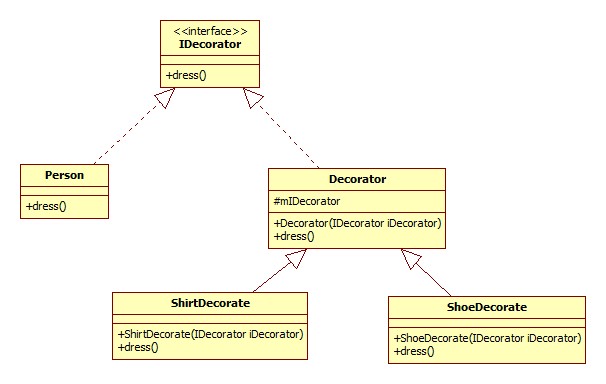 <<interface>>
IDecorator
+dress()
Person
+dress()
Decorator
#mIDecorator
+Decorator(IDecorator iDecorator)
+dress()
ShirtDecorate
+ShirtDecorate(IDecorator iDecorator)
+dress()
ShoeDecorate
+ShoeDecorate(IDecorator iDecorator)
+dress()